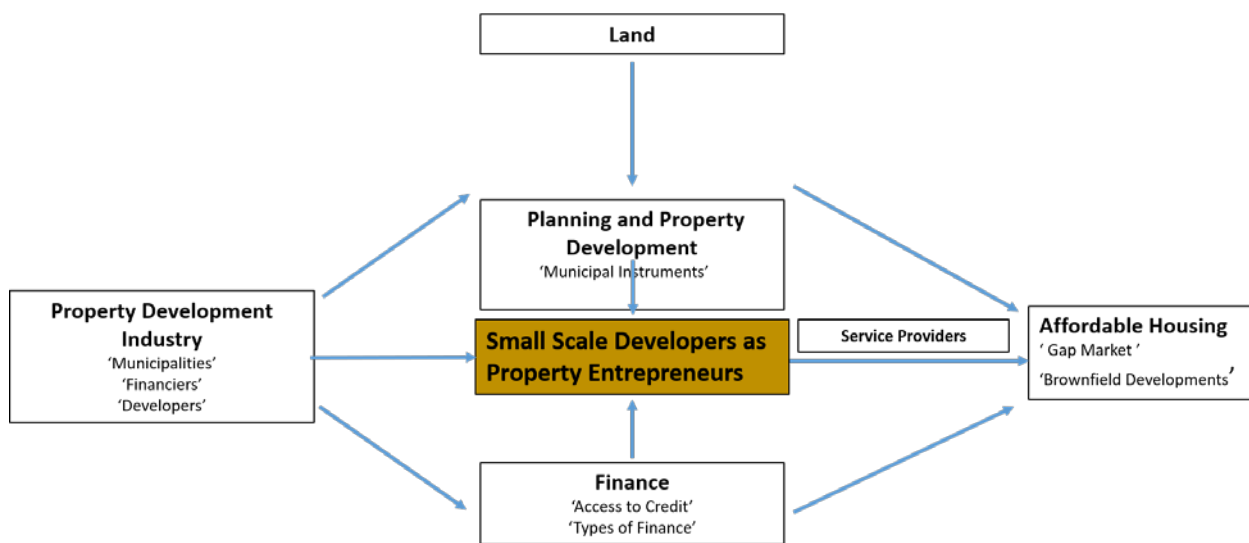 Land
Planning and Property
Development
‘Municipal Instruments’
Property Development
Industry
‘Municipalities’
‘Financiers’
‘Developers’
Small Scale Developers as
Property Entrepreneurs
Service Providers
Affordable Housing
‘ Gap Market ’
‘Brownfield Developments’
Finance
‘Access to Credit’
‘Types of Finance’